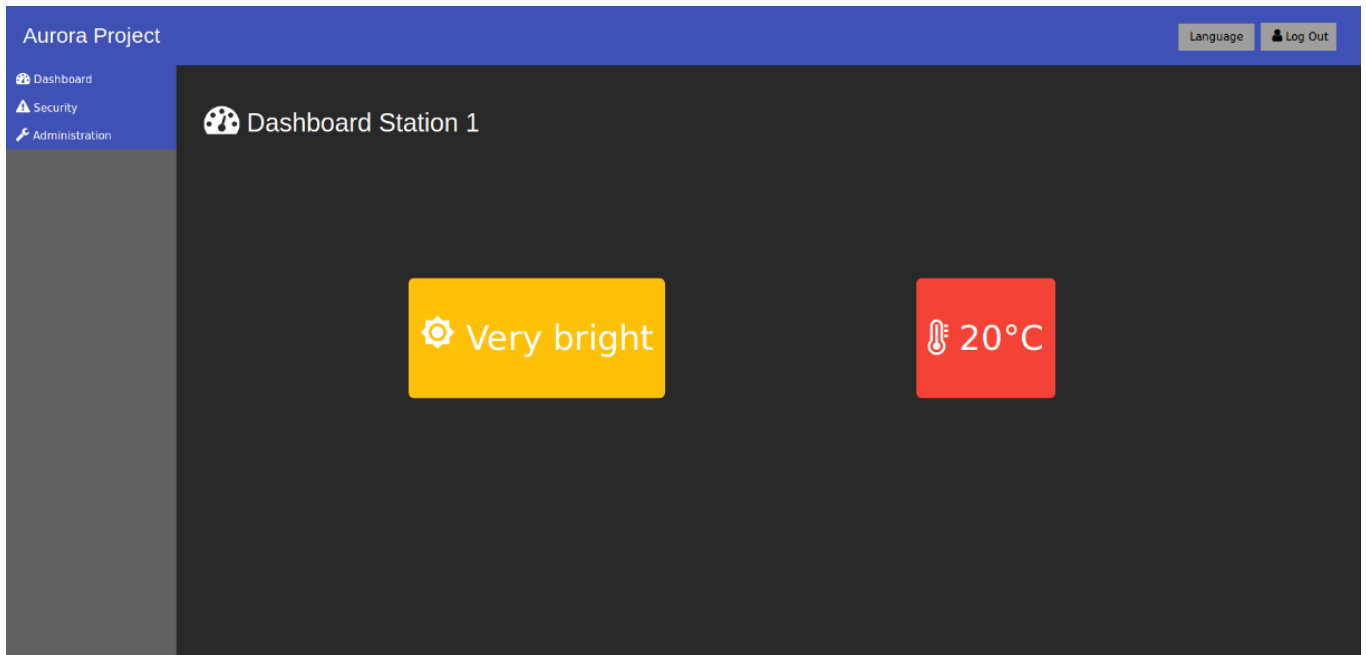 Aurora Project
Language
Log Out
Dashboard
Security
Administration
Dashboard Station 1
Very bright
20°C